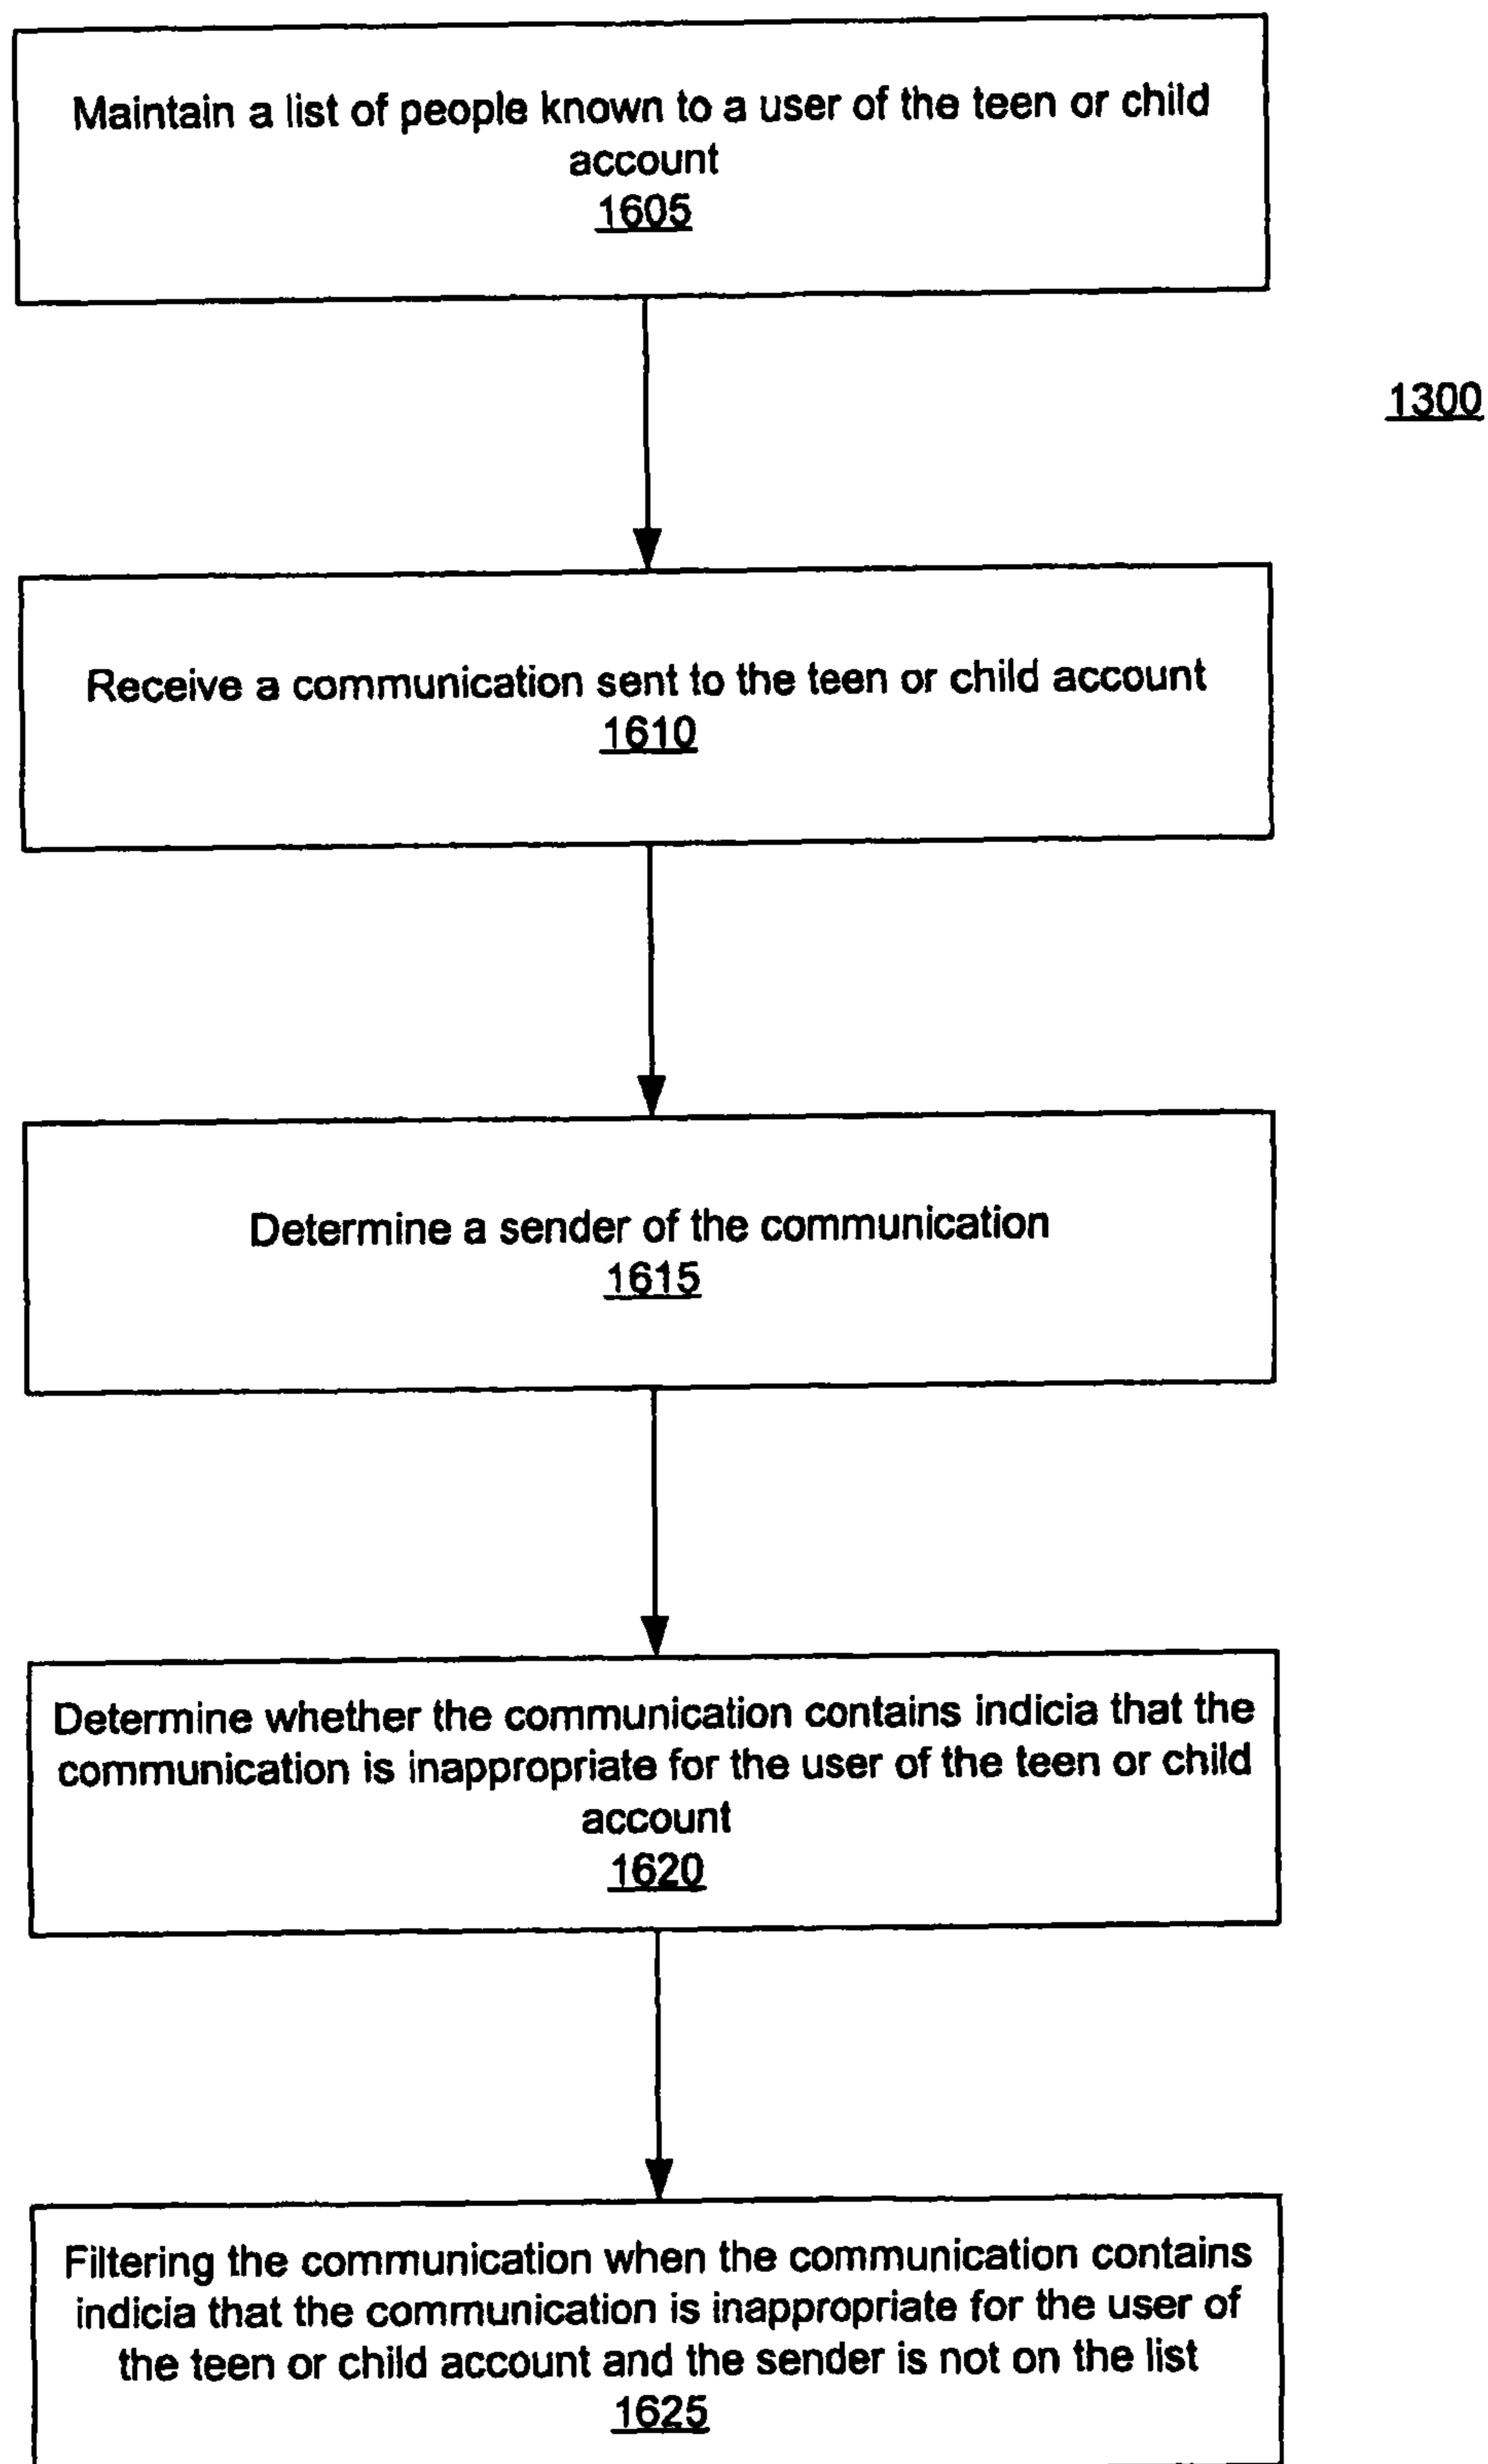 Maintain a list of people known to a user of the teen or child
account
1605
1300
Receive a communication sent to the teen or child account
1610
Determine a sender of the communication
1615
Determine whether the communication contains indicia that the
communication is inappropriate for the user of the teen or child
account
1620
Filtering the communication when the communication contains
indicia that the communication is inappropriate for the user of
the teen or child account and the sender is not on the list
1625